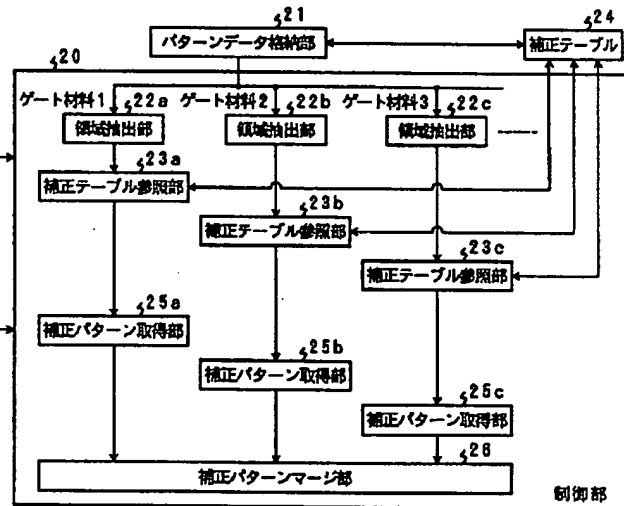 21
パターンデータ格納部
24
補正テーブル
20
ゲート材料1
22a
領域抽出部
ゲート材料2
22b
領域抽出部
ゲート材料3
22c
領域抽出部
23a
補正テーブル参照部
23b
補正テーブル参照部
23c
補正テーブル参照部
25a
補正パターン取得部
25b
補正パターン取得部
25c
補正パターン取得部
26
補正パターンマージ部
制御部